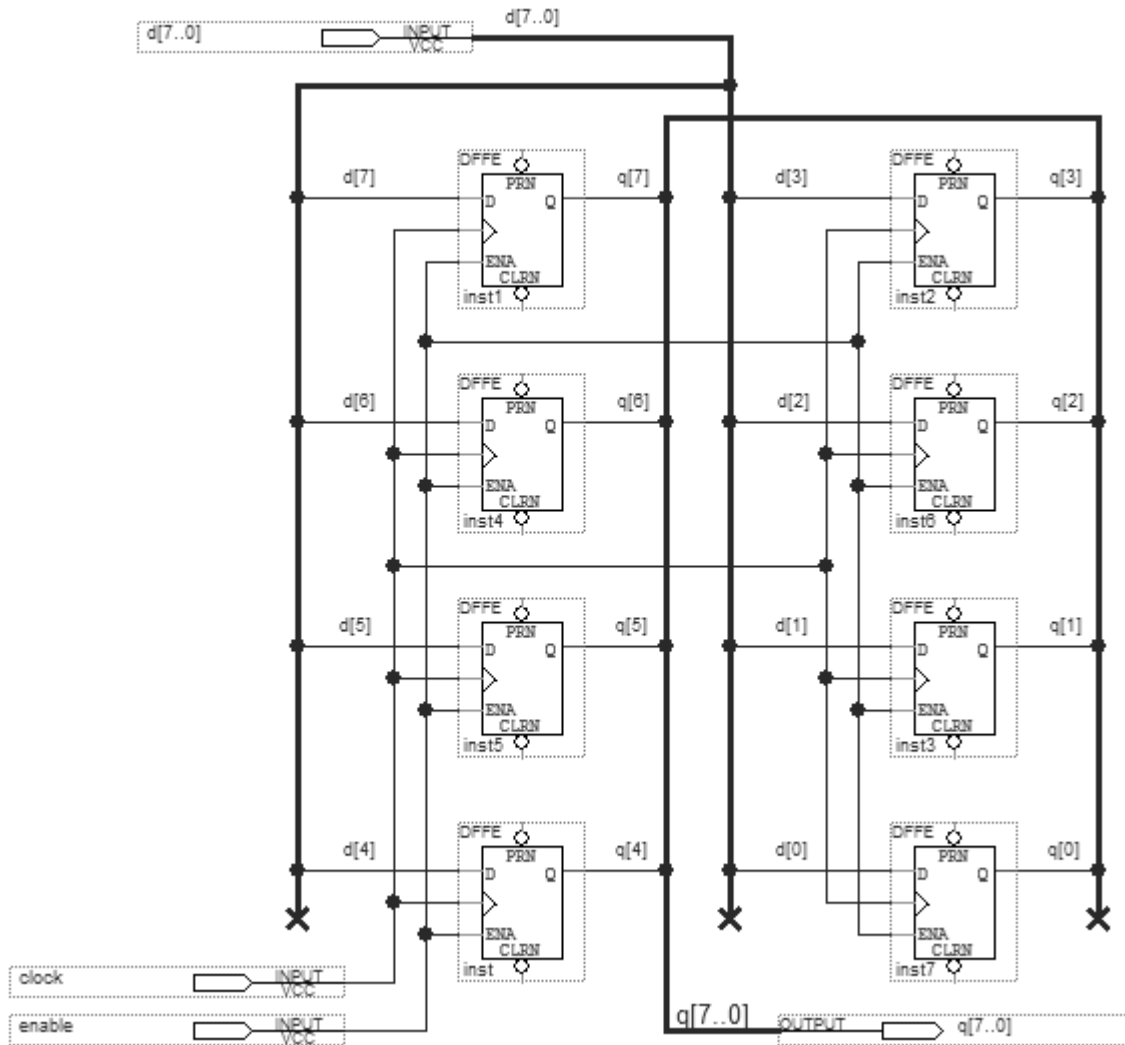 d[7..0]
d[7..0] INPUT
VCC
DFFE DFFE
d[7] PRN q[7] d[3] PRN q[3]
D Q D Q
ENA ENA
CLRN CLRN
inst1 inst2
DFFE DFFE
d[6] PRN q[6] d[2] PRN q[2]
D Q D Q
ENA ENA
CLRN CLRN
inst4 inst6
DFFE DFFE
d[5] PRN q[5] d[1] PRN q[1]
D Q D Q
ENA ENA
CLRN CLRN
inst5 inst3
DFFE DFFE
d[4] PRN q[4] d[0] PRN q[0]
D Q D Q
ENA ENA
CLRN CLRN
inst inst7
clock INPUT
VCC
q[7..0]
enable INPUT OUTPUT q[7..0]
VCC